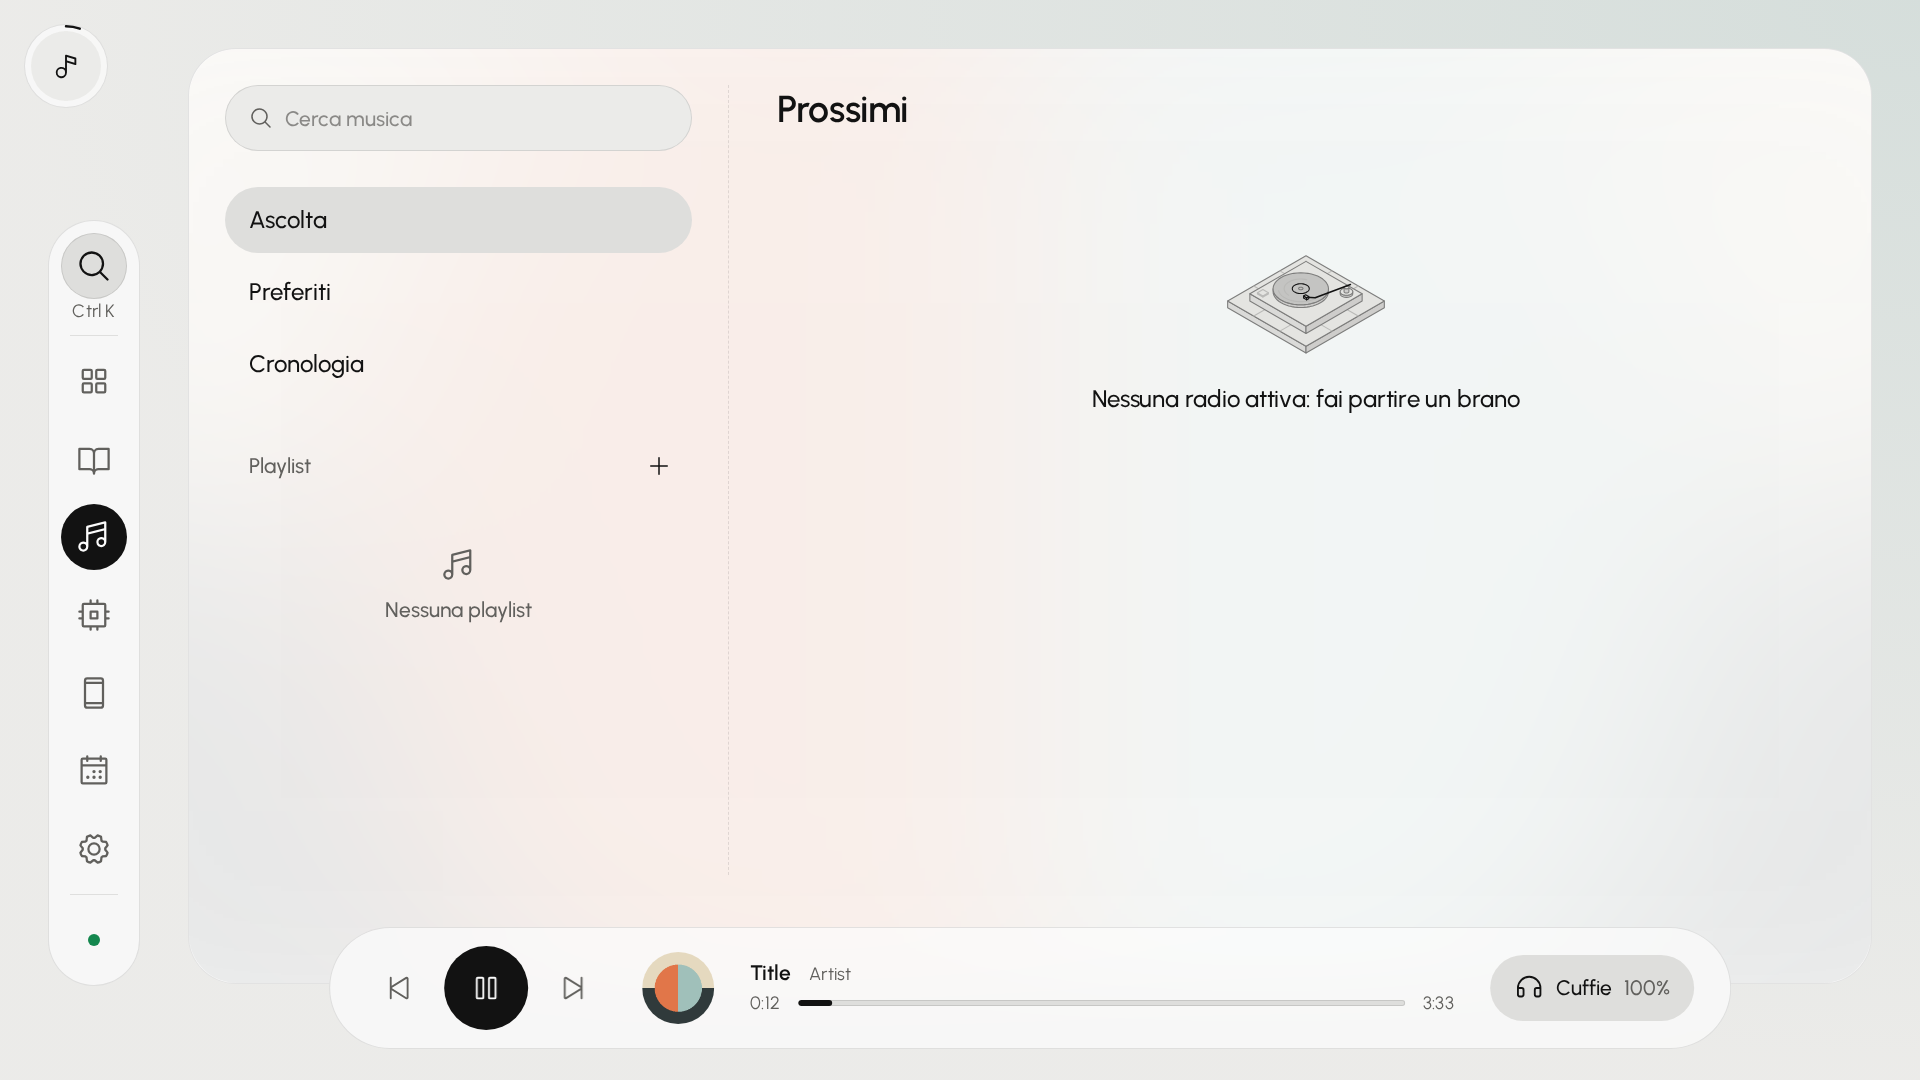 Cerca musica
Ascolta
Preferiti
Cronologia
Playlist
Nessuna playlist
Ctrl K
Prossimi
Nessuna radio attiva: fai partire un brano
Title Artist
0:12 3:33
Cuffie 100%